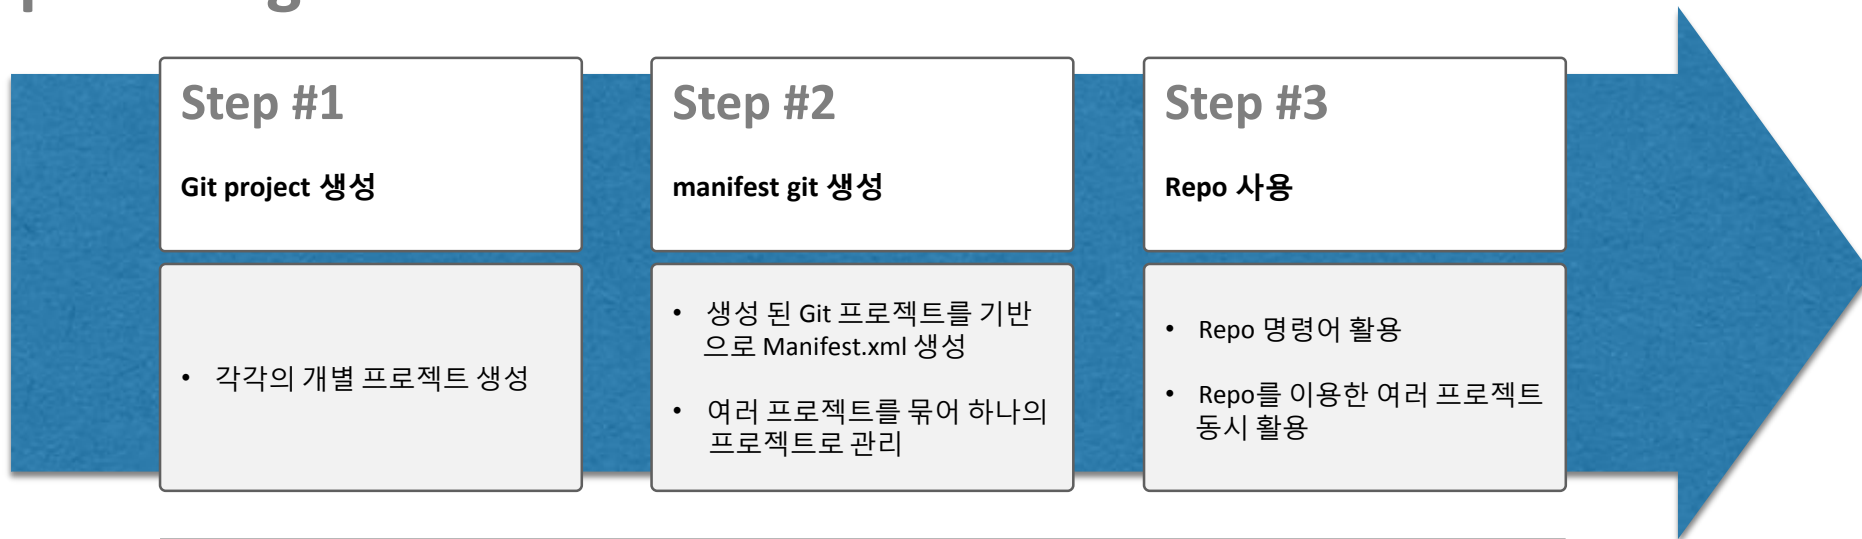 Step #1
Git project 생성
• 각각의 개별 프로젝트 생성
Step #2
manifest git 생성
• 생성 된 Git 프로젝트를 기반
으로 Manifest.xml 생성
• 여러 프로젝트를 묶어 하나의
프로젝트로 관리
Step #3
Repo 사용
• Repo 명령어 활용
• Repo를 이용한 여러 프로젝트
동시 활용